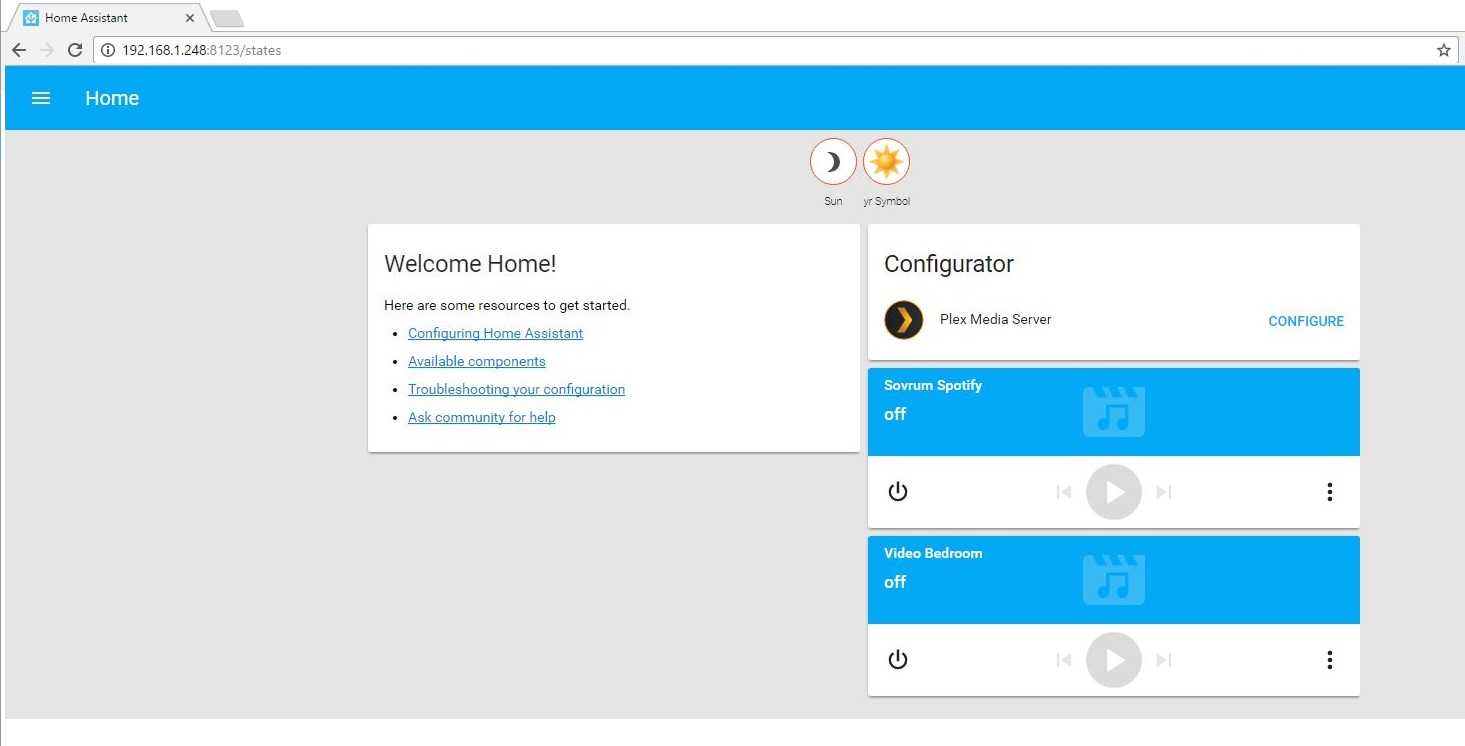 Home Assistant
192.168.1.248:8123/states
Home
Sun
yr Symbol
Welcome Home!
Here are some resources to get started.
Configuring Home Assistant
Available components
Troubleshooting your configuration
Ask community for help
Configurator
Plex Media Server
CONFIGURE
Sovrum Spotify
off
Video Bedroom
off